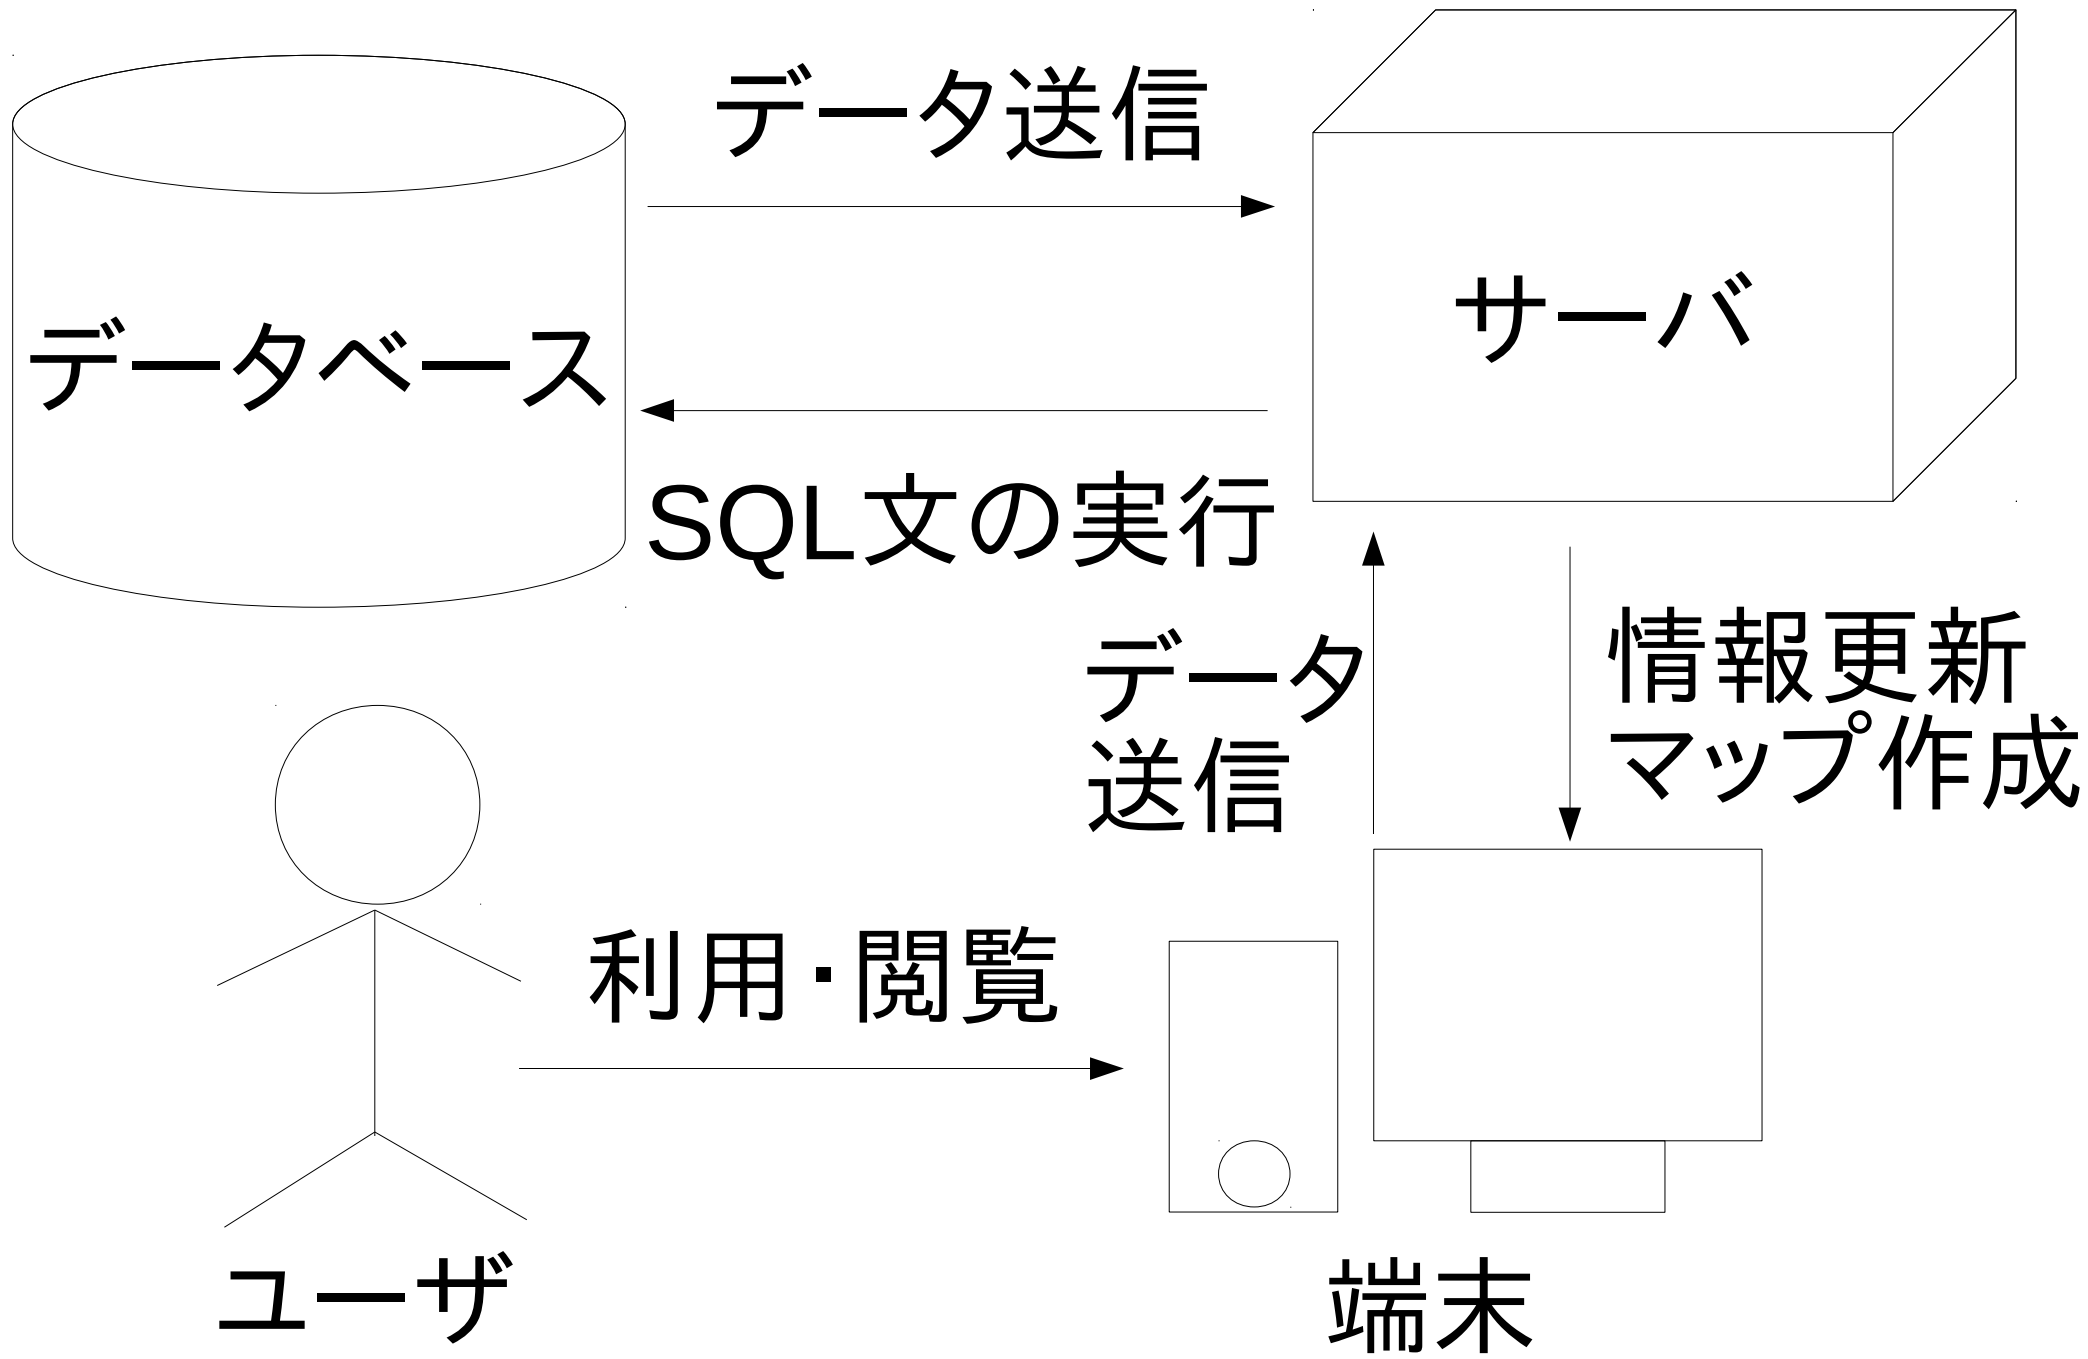 データ送信
サーバ
データベース
SQL文の実行
データ
送信
情報更新
マップ作成
利用・閲覧
ユーザ
端末